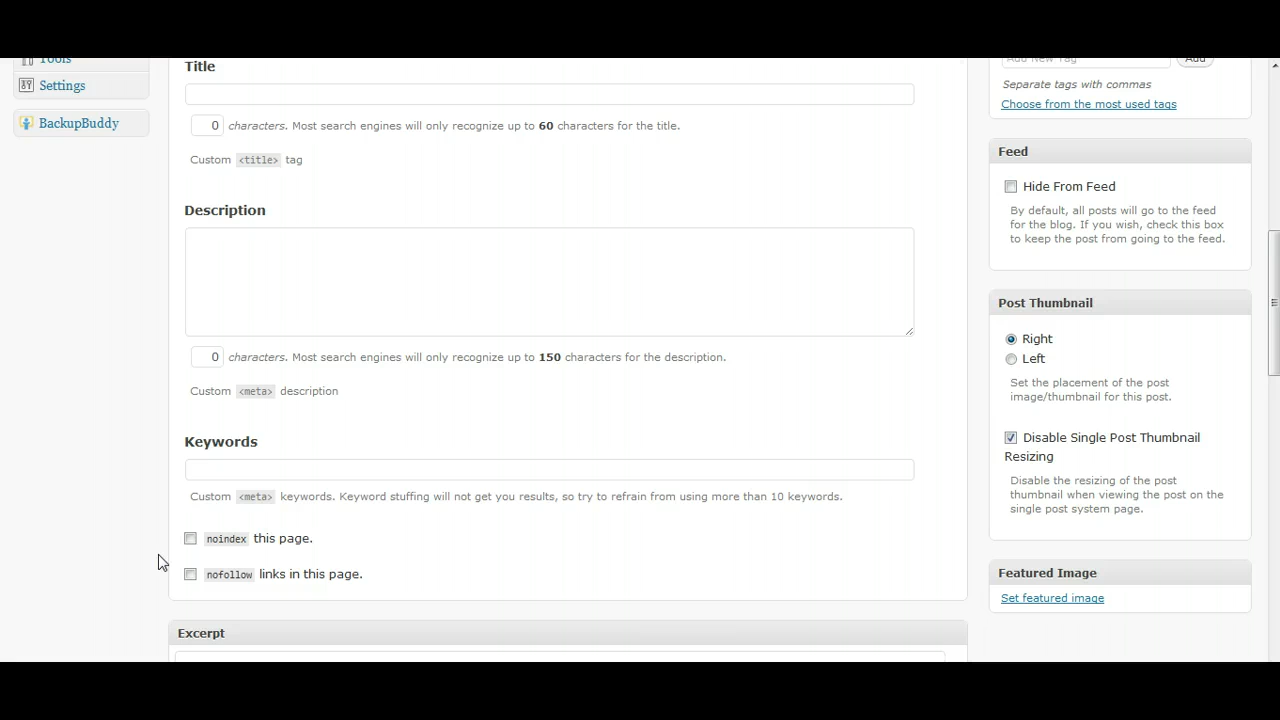 Tools
Settings
BackupBuddy
Title
0 characters. Most search engines will only recognize up to 60 characters for the title.
Custom <title> tag
Description
0 characters. Most search engines will only recognize up to 150 characters for the description.
Custom <meta> description
Keywords
Custom <meta> keywords. Keyword stuffing will not get you results, so try to refrain from using more than 10 keywords.
noindex this page.
nofollow links in this page.
Excerpt
Add New Tag Add
Separate tags with commas
Choose from the most used tags
Feed
Hide From Feed
By default, all posts will go to the feed
for the blog. If you wish, check this box
to keep the post from going to the feed.
Post Thumbnail
Right
Left
Set the placement of the post
image/thumbnail for this post.
Disable Single Post Thumbnail
Resizing
Disable the resizing of the post
thumbnail when viewing the post on the
single post system page.
Featured Image
Set featured image